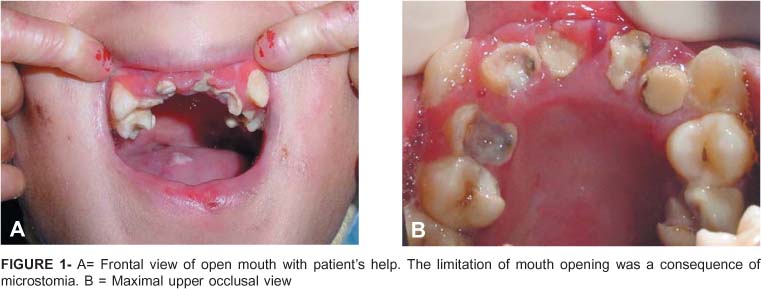 A
B
FIGURE 1- A= Frontal view of open mouth with patient's help. The limitation of mouth opening was a consequence of
microstomia. B = Maximal upper occlusal view